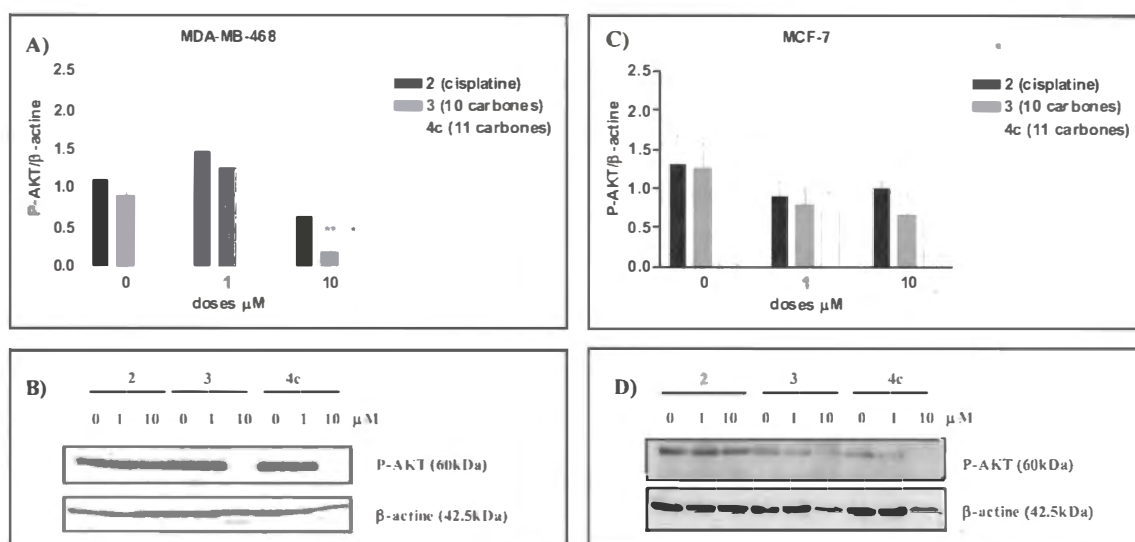 A)
MDA-MB-468
P-AKT/β-actine
2.5
2.0
1.5
1.0
0.5
0.0
2 (cisplatine)
3 (10 carbones)
4c (11 carbones)
** *
0 1 10
doses μM
C)
MCF-7
P-AKT/β-actine
2.5
2.0
1.5
1.0
0.5
0.0
2 (cisplatine)
3 (10 carbones)
4c (11 carbones)
0 1 10
doses μM
B)
2 3 4c
0 1 10 0 1 10 0 1 10 μM
P-AKT (60kDa)
β-actine (42.5kDa)
D)
2 3 4c
0 1 10 0 1 10 0 1 10 μM
P-AKT (60kDa)
β-actine (42.5kDa)